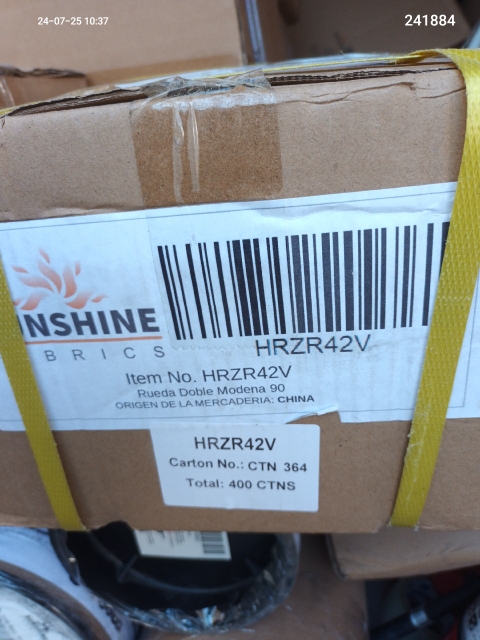 24-07-25 10:37
241884
NSHINE
BRICS
HRZR42V
Item No. HRZR42V
Rueda Doble Modena 90
ORIGEN DE LA MERCADERIA: CHINA
HRZR42V
Carton No.: CTN 364
Total: 400 CTNS